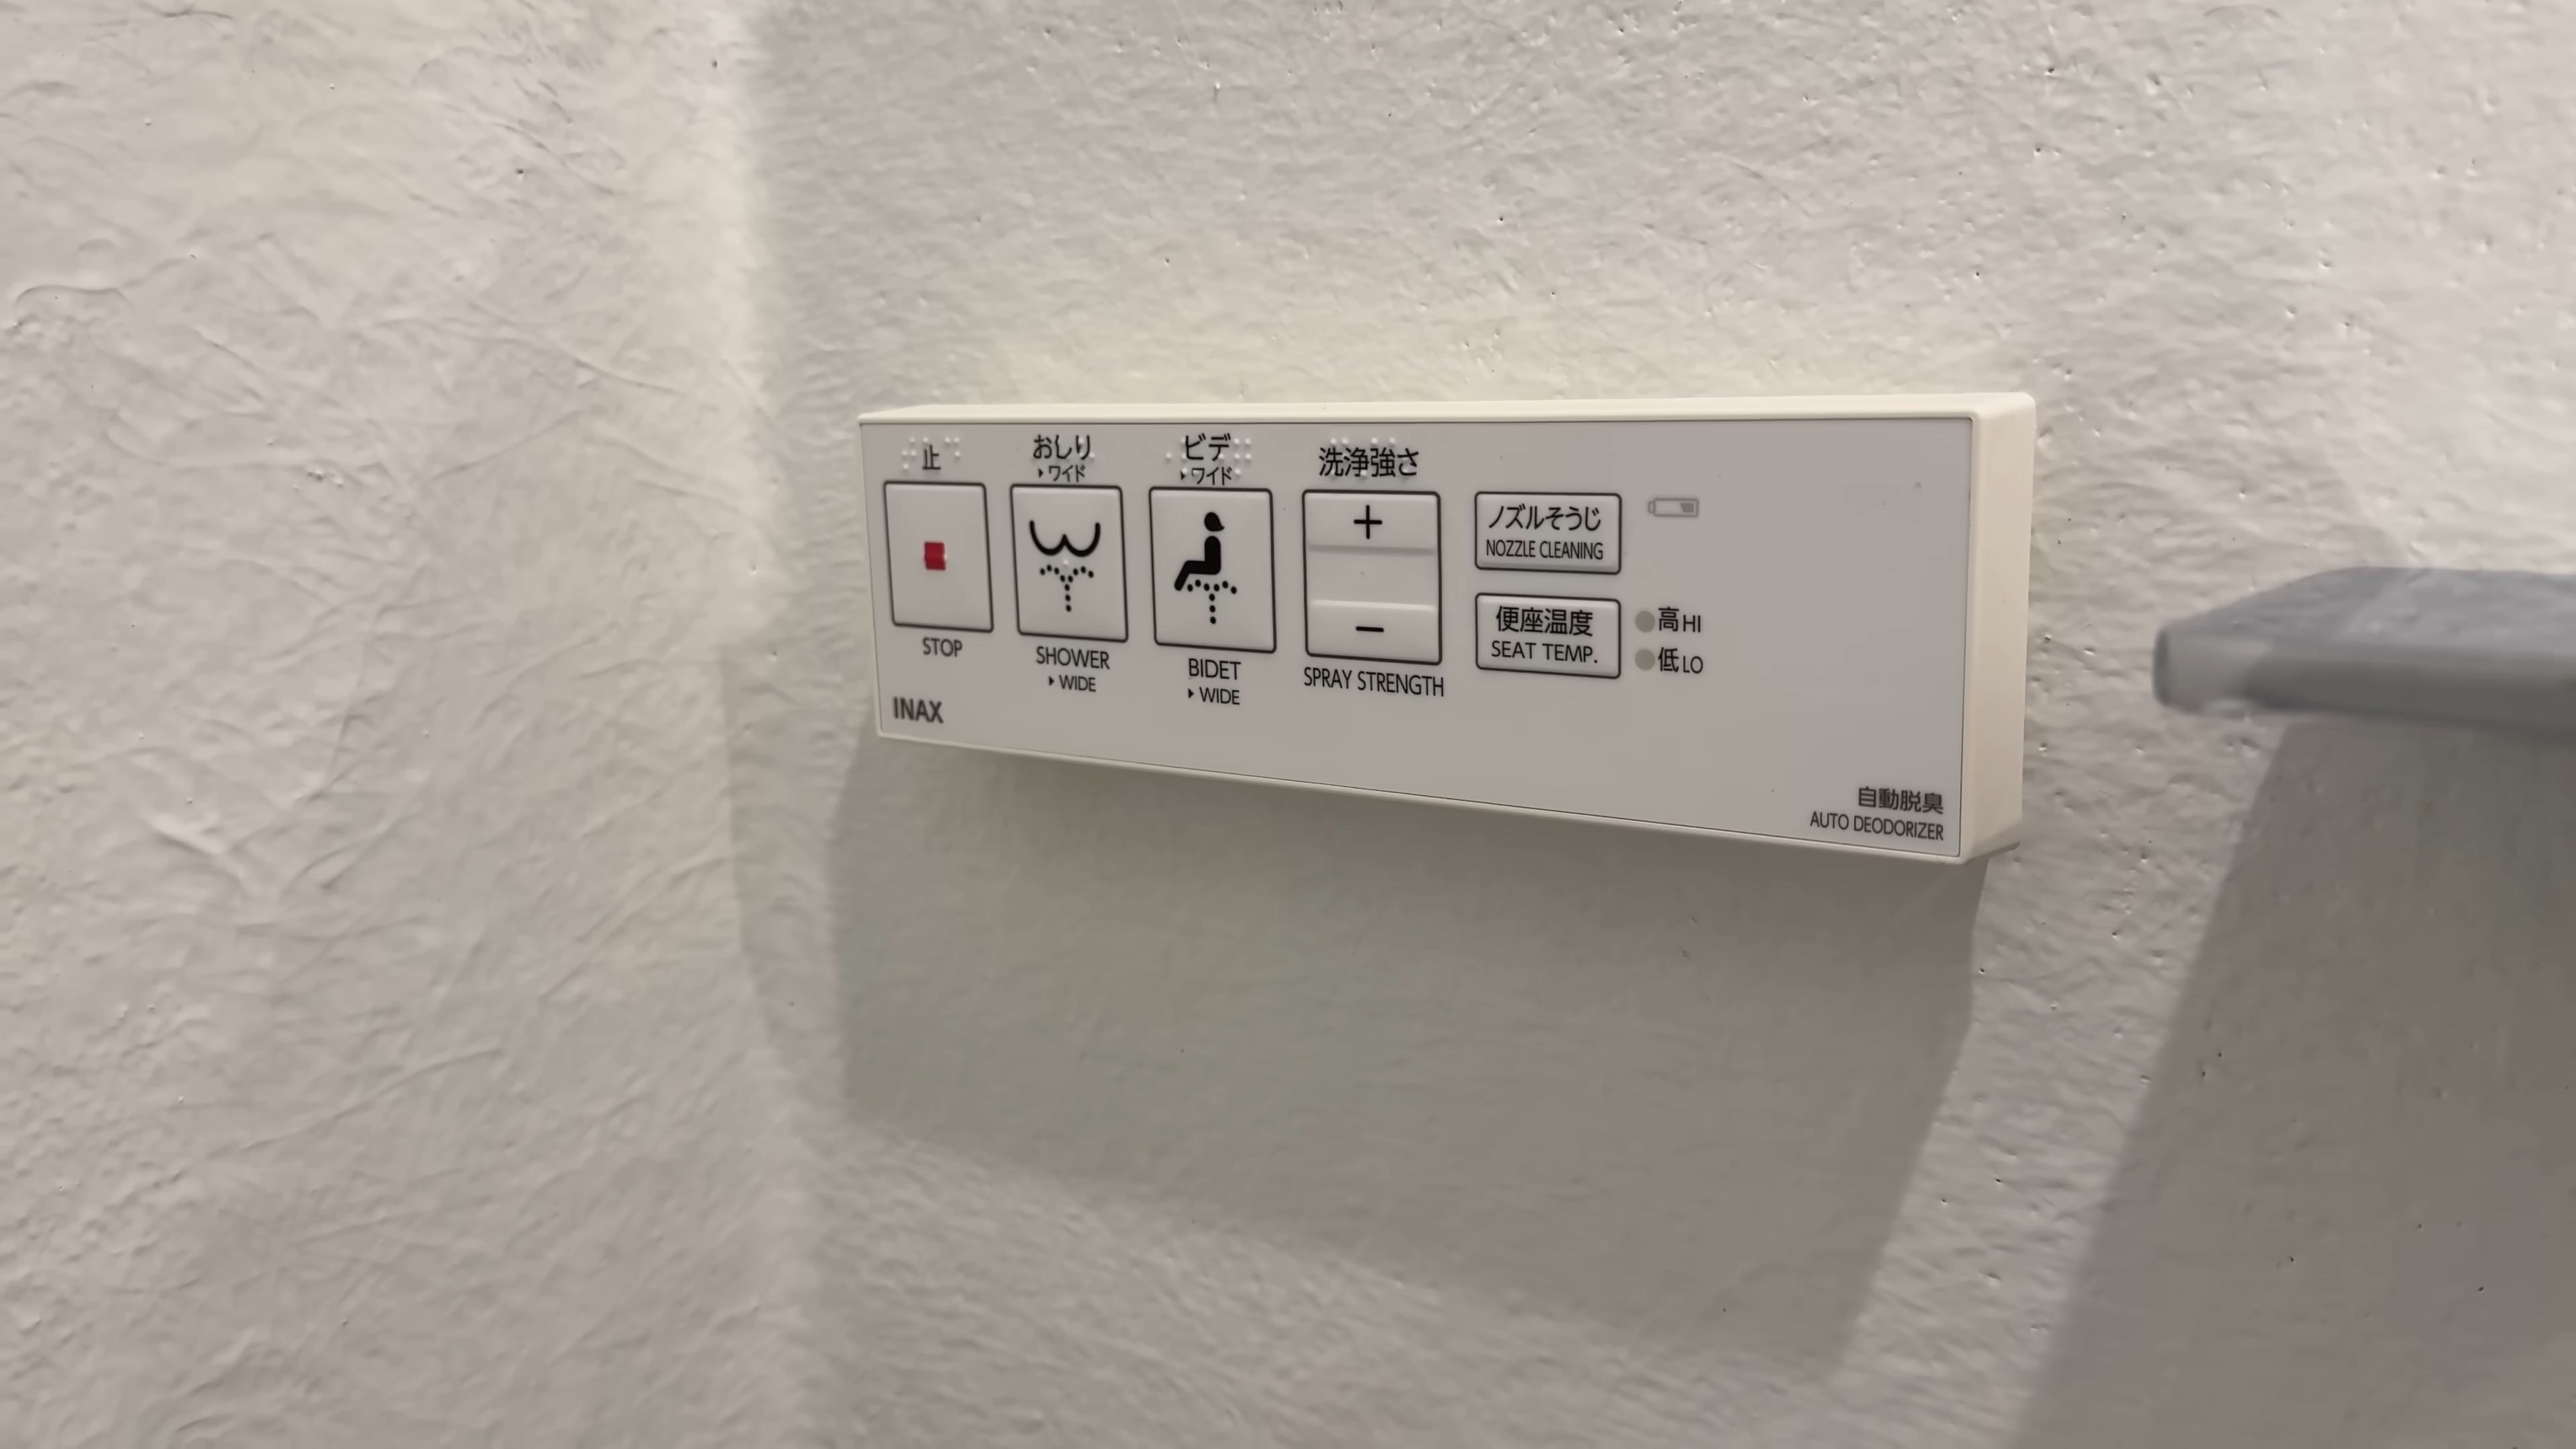 止
STOP
おしり
▸ワイド
SHOWER
▸WIDE
ビデ
▸ワイド
BIDET
▸WIDE
洗浄強さ
+
−
SPRAY STRENGTH
ノズルそうじ
NOZZLE CLEANING
便座温度
SEAT TEMP.
高 HI
低 LO
INAX
自動脱臭
AUTO DEODORIZER